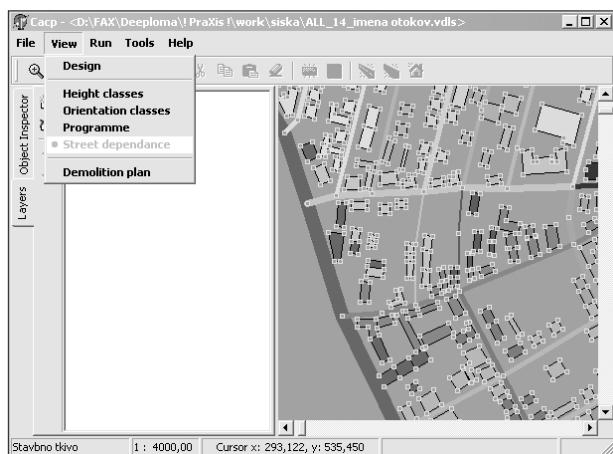 Cacp - <D:\FAX\Deeploma\! PraXis !\work\siska\ALL_14_imena otokov.vdls>
File View Run Tools Help
Design
Height classes
Orientation classes
Programme
Street dependance
Demolition plan
Object Inspector
Layers
Stavbno tkivo 1 : 4000,00 Cursor x: 293,122, y: 535,450